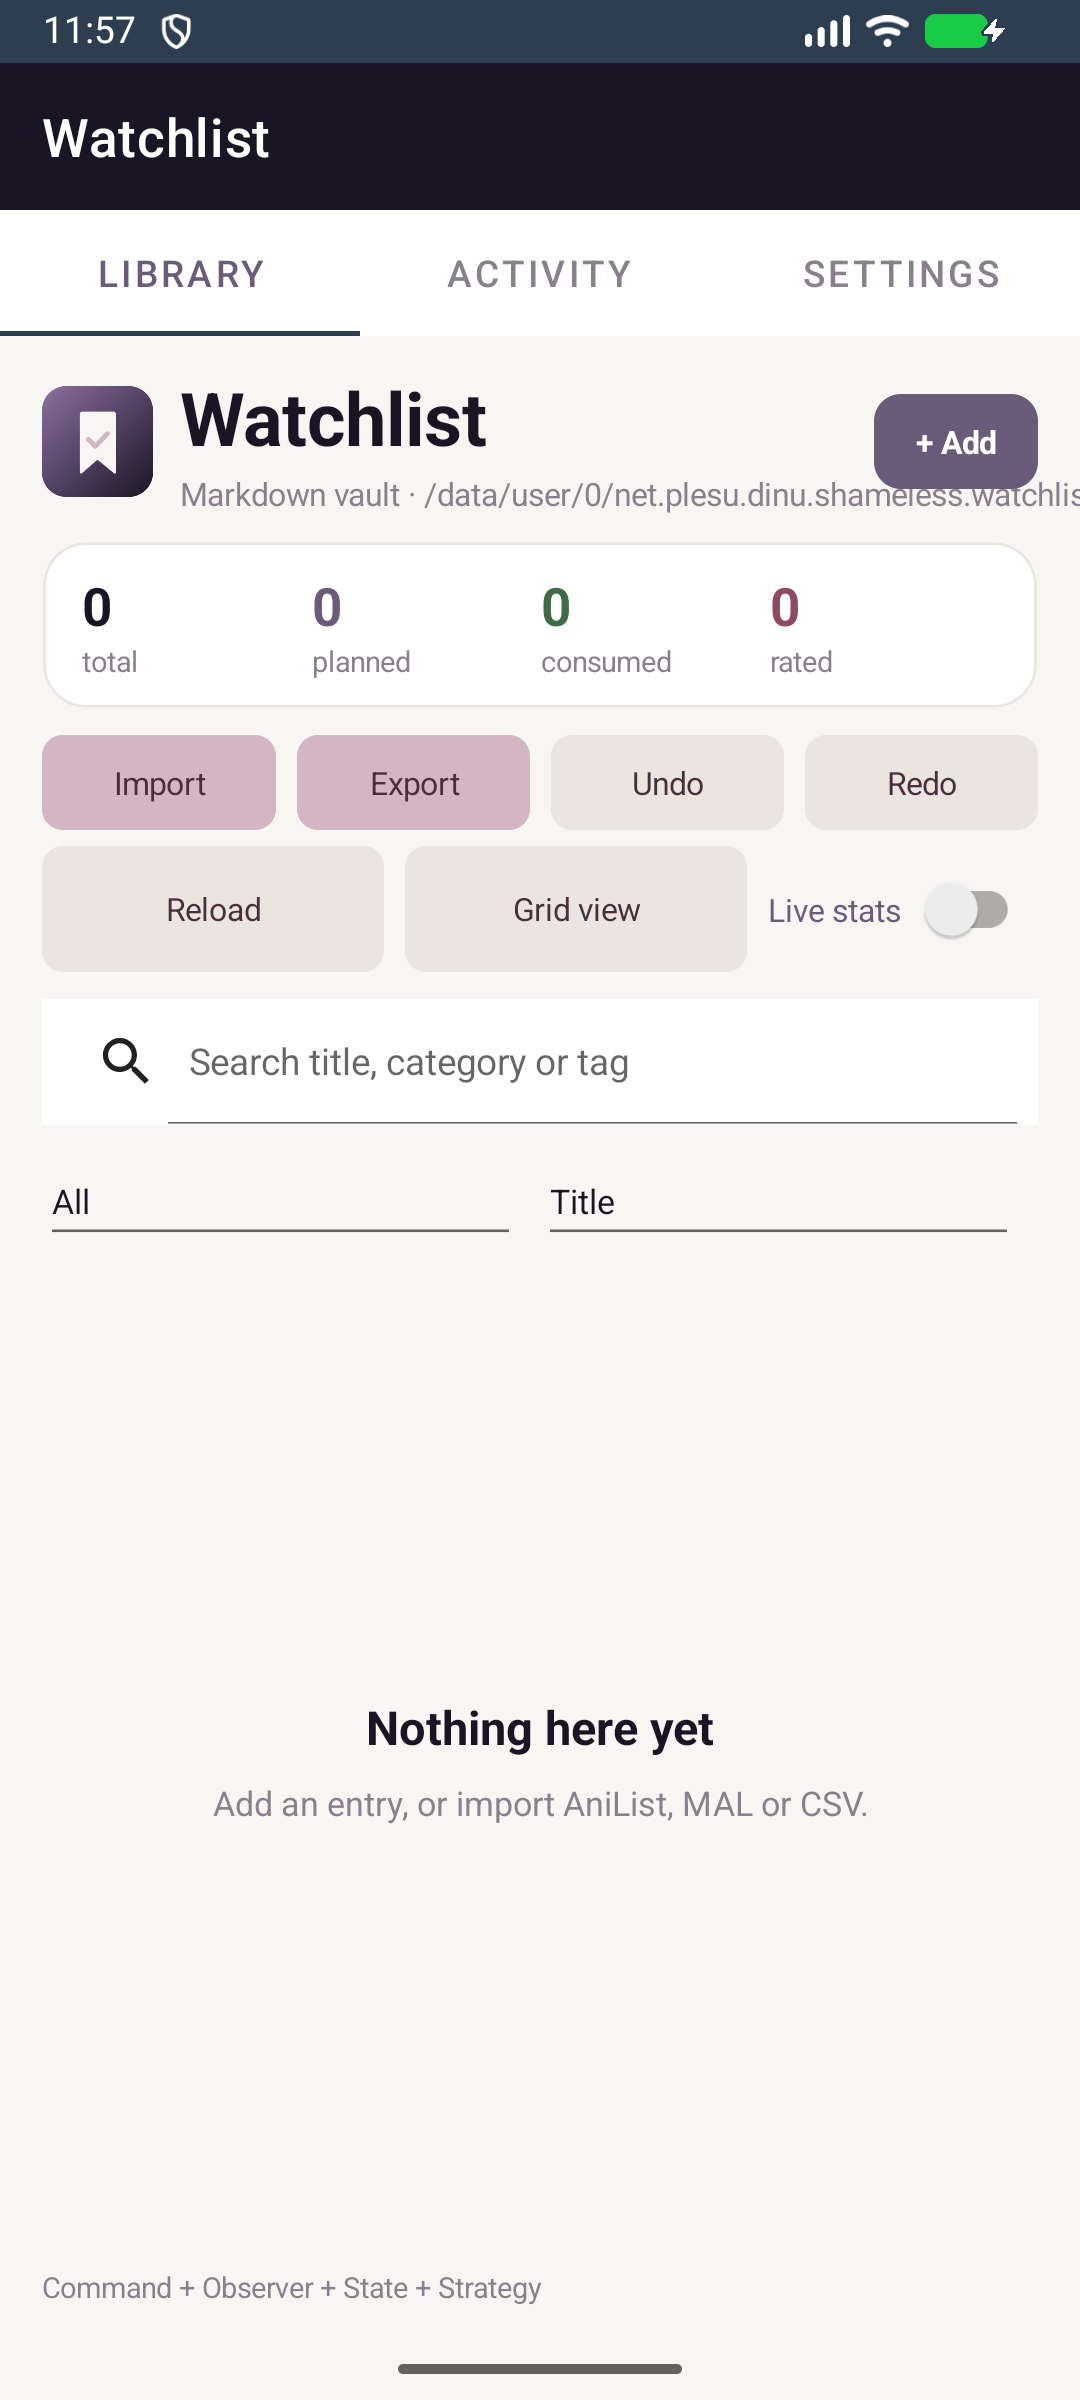 11:57
Watchlist
LIBRARY ACTIVITY SETTINGS
Watchlist
+ Add
Markdown vault · /data/user/0/net.plesu.dinu.shameless.watchlis
0 0 0 0
total planned consumed rated
Import Export Undo Redo
Reload Grid view Live stats
Search title, category or tag
All Title
Nothing here yet
Add an entry, or import AniList, MAL or CSV.
Command + Observer + State + Strategy